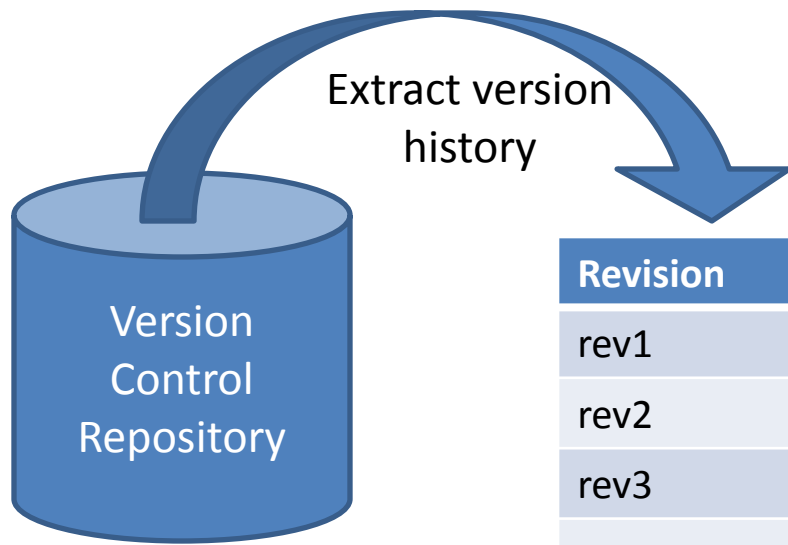 Extract version
history
Version
Control
Repository
Revision
rev1
rev2
rev3